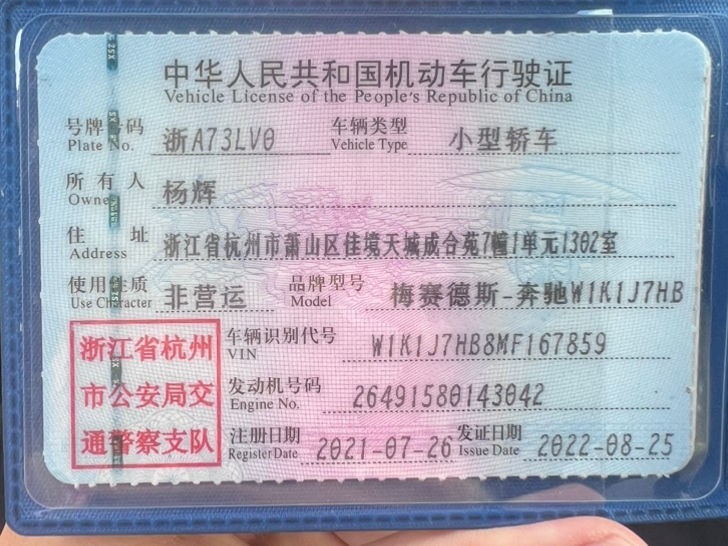 中华人民共和国机动车行驶证
Vehicle License of the People's Republic of China
号牌号码 浙A73LV0 车辆类型 小型轿车
Plate No. Vehicle Type
所有人 杨辉
Owner
住址 浙江省杭州市萧山区佳境天城成合苑7幢1单元1302室
Address
使用性质 非营运 品牌型号 梅赛德斯-奔驰W1K1J7HB
Use Character Model
浙江省杭州
市公安局交
通警察支队
车辆识别代号 W1K1J7HB8MF167859
VIN
发动机号码 26491580143042
Engine No.
注册日期 2021-07-26 发证日期 2022-08-25
Register Date Issue Date